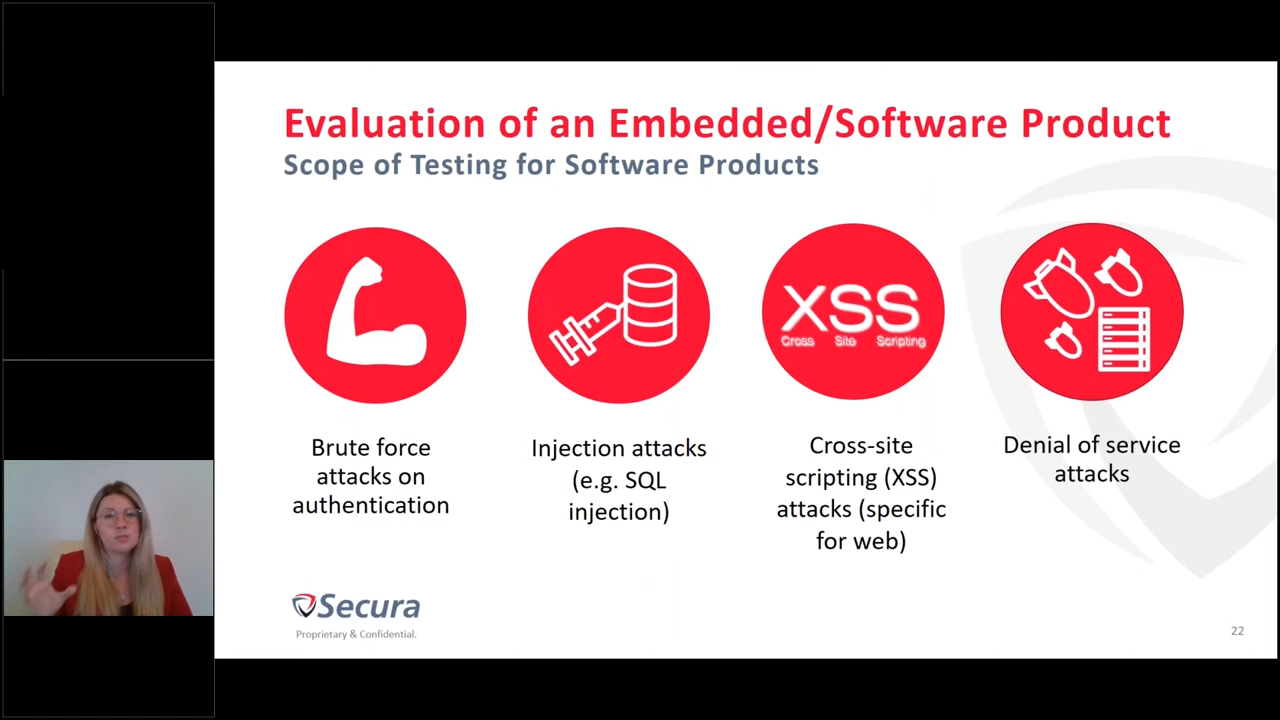 Evaluation of an Embedded/Software Product
Scope of Testing for Software Products
XSS
Cross Site Scripting
Brute force
attacks on
authentication
Injection attacks
(e.g. SQL
injection)
Cross-site
scripting (XSS)
attacks (specific
for web)
Denial of service
attacks
Secura
Proprietary & Confidential.
22